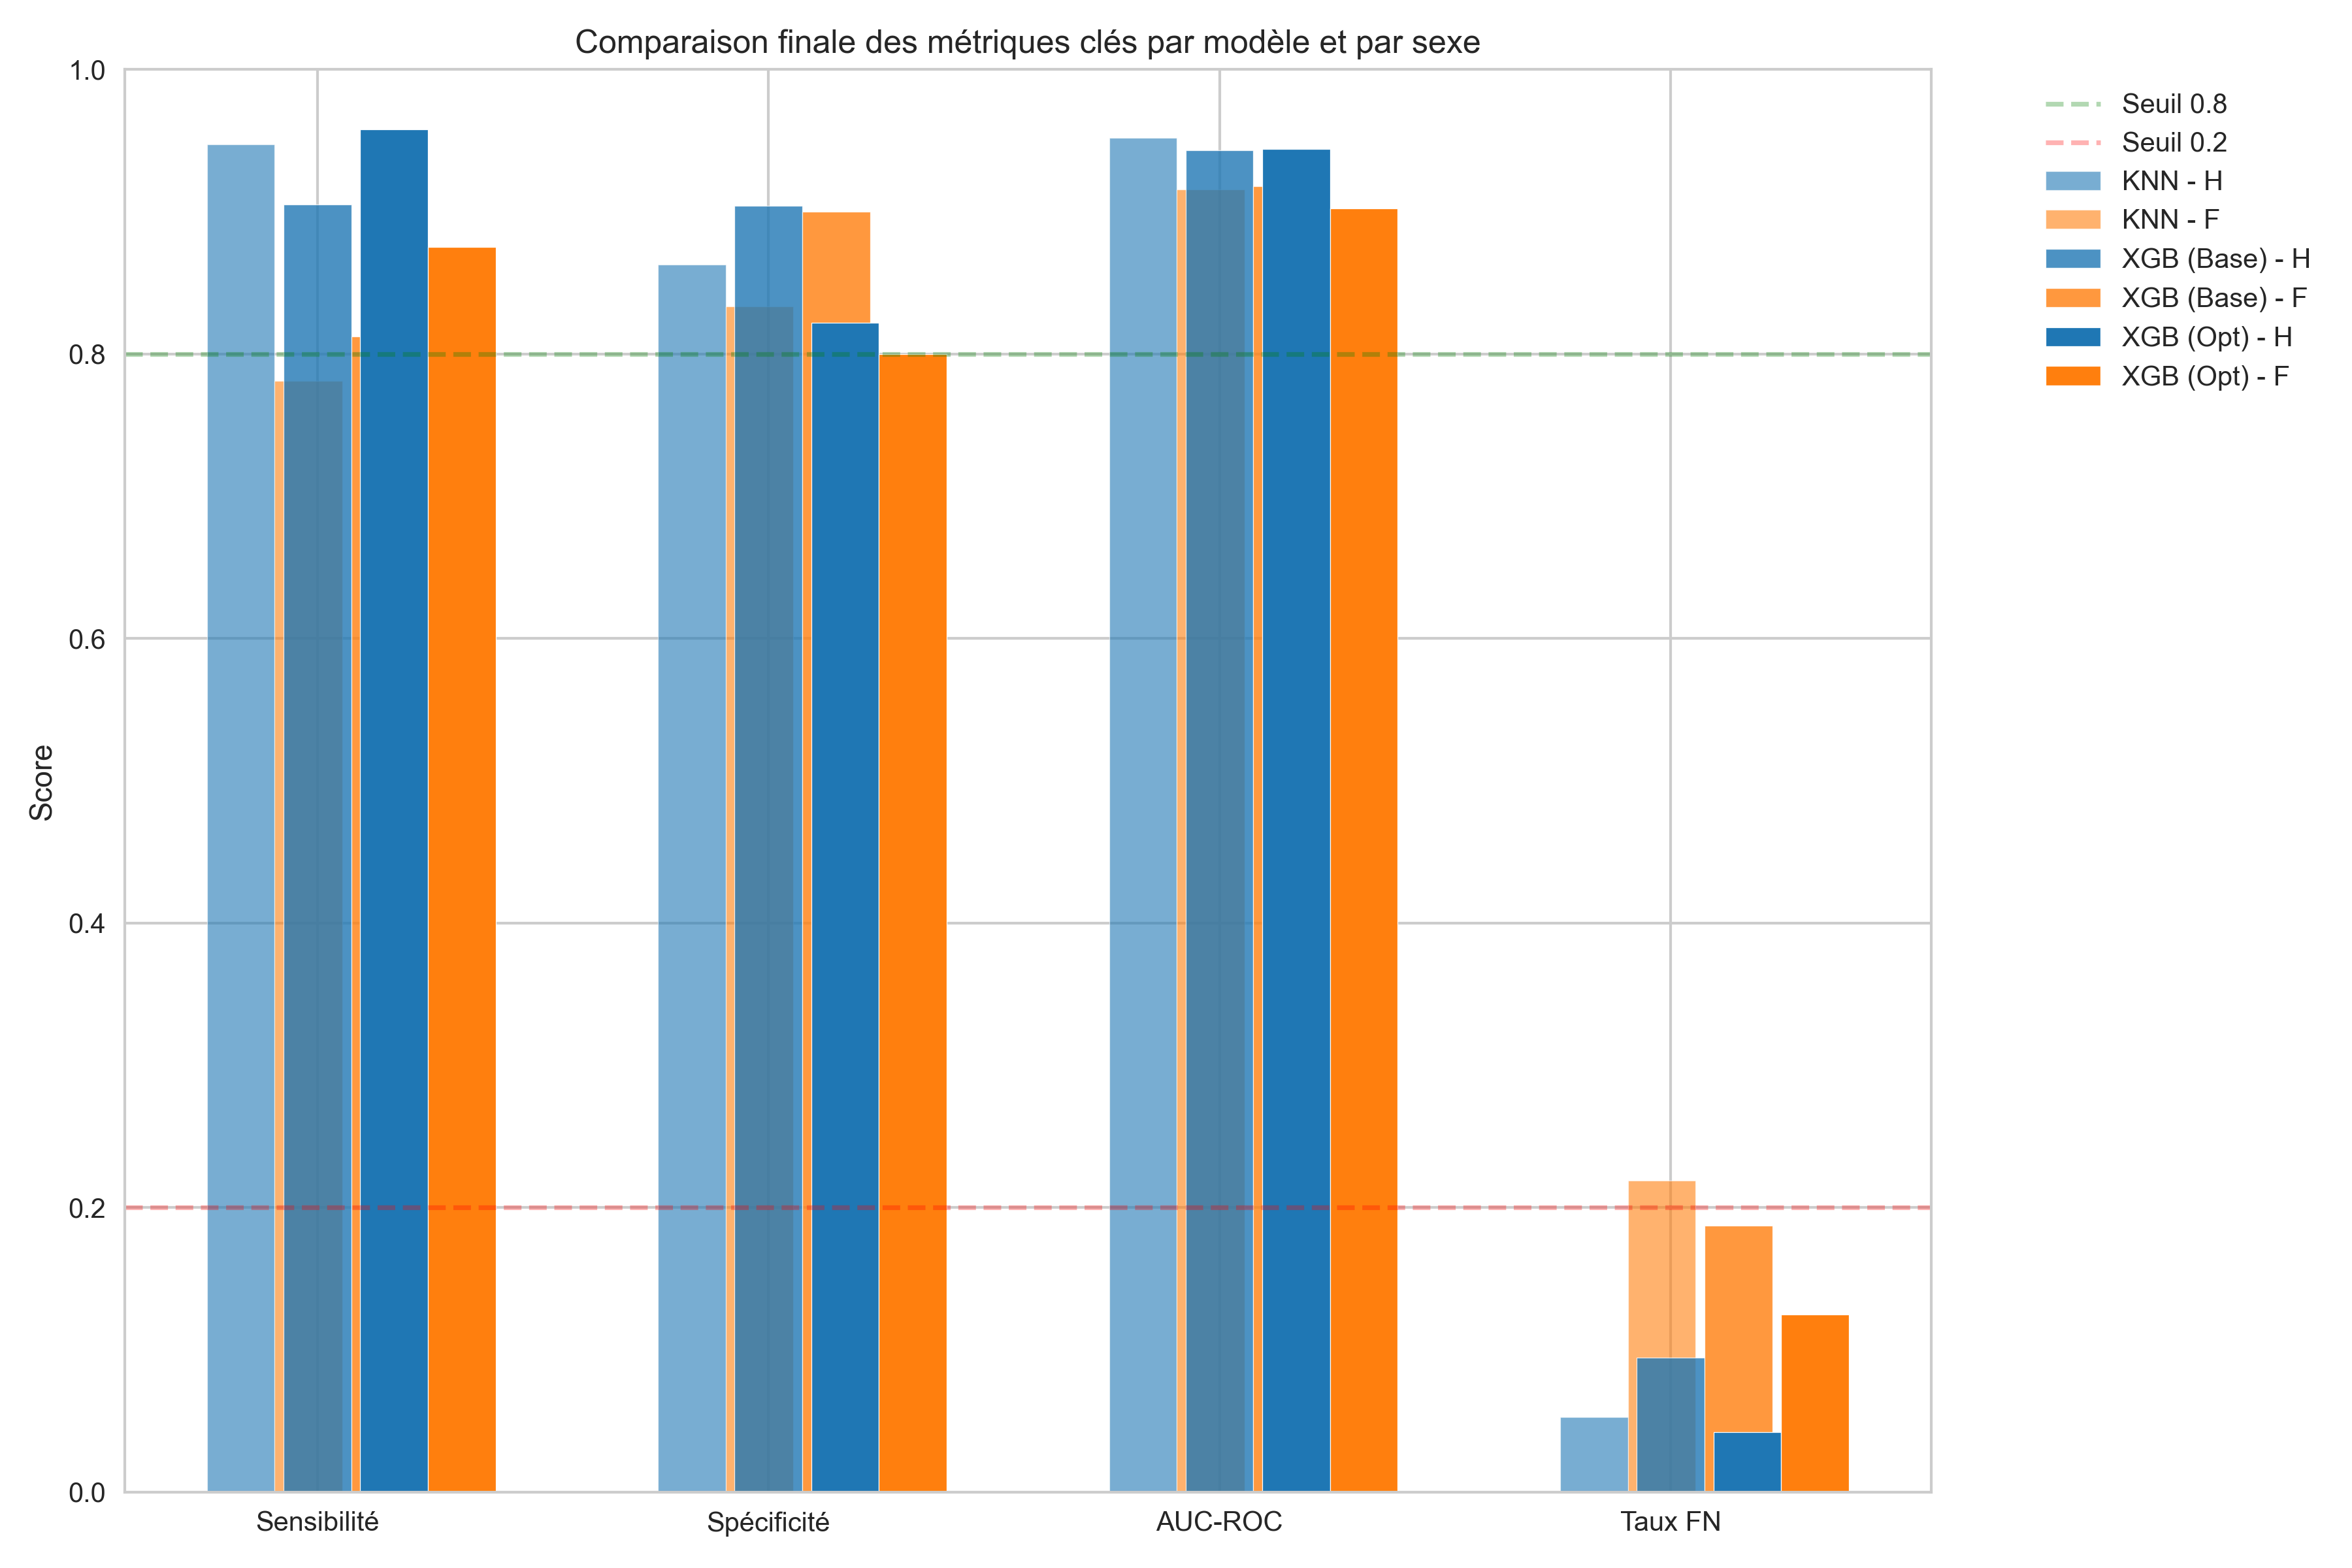 Comparaison finale des métriques clés par modèle et par sexe
Score
1.0
0.8
0.6
0.4
0.2
0.0
Sensibilité
Spécificité
AUC-ROC
Taux FN
Seuil 0.8
Seuil 0.2
KNN - H
KNN - F
XGB (Base) - H
XGB (Base) - F
XGB (Opt) - H
XGB (Opt) - F